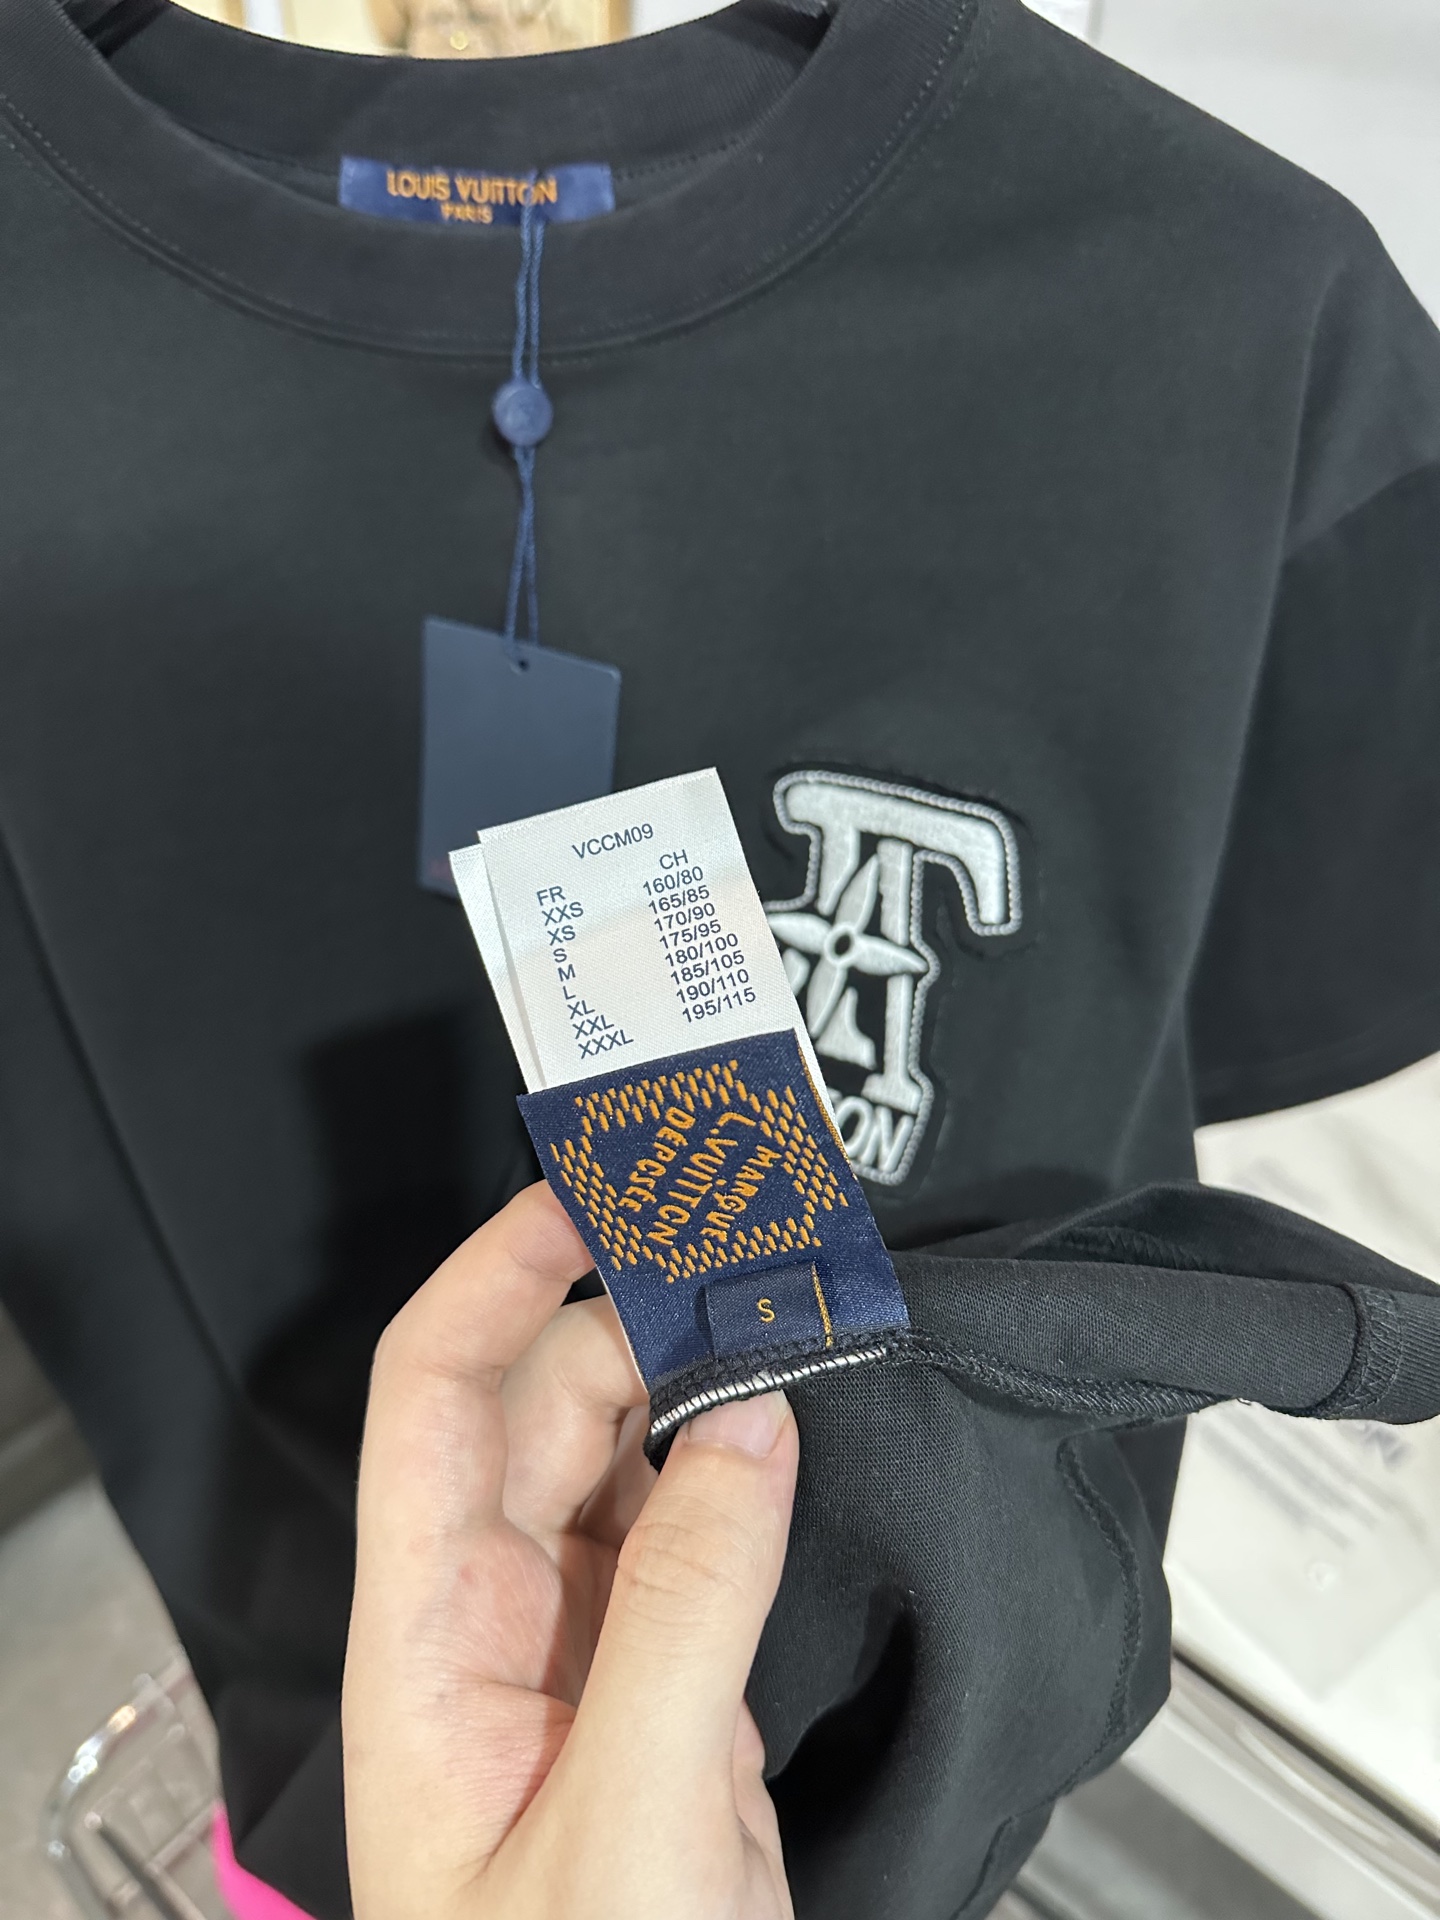 LOUIS VUITTON
PARIS
VCCM09
FR CH
XXS 160/80
XS 165/85
S 170/90
M 175/95
L 180/100
XL 185/105
XXL 190/110
XXXL 195/115
MARQUE
L.VUITTON
DEPOSÉE
S